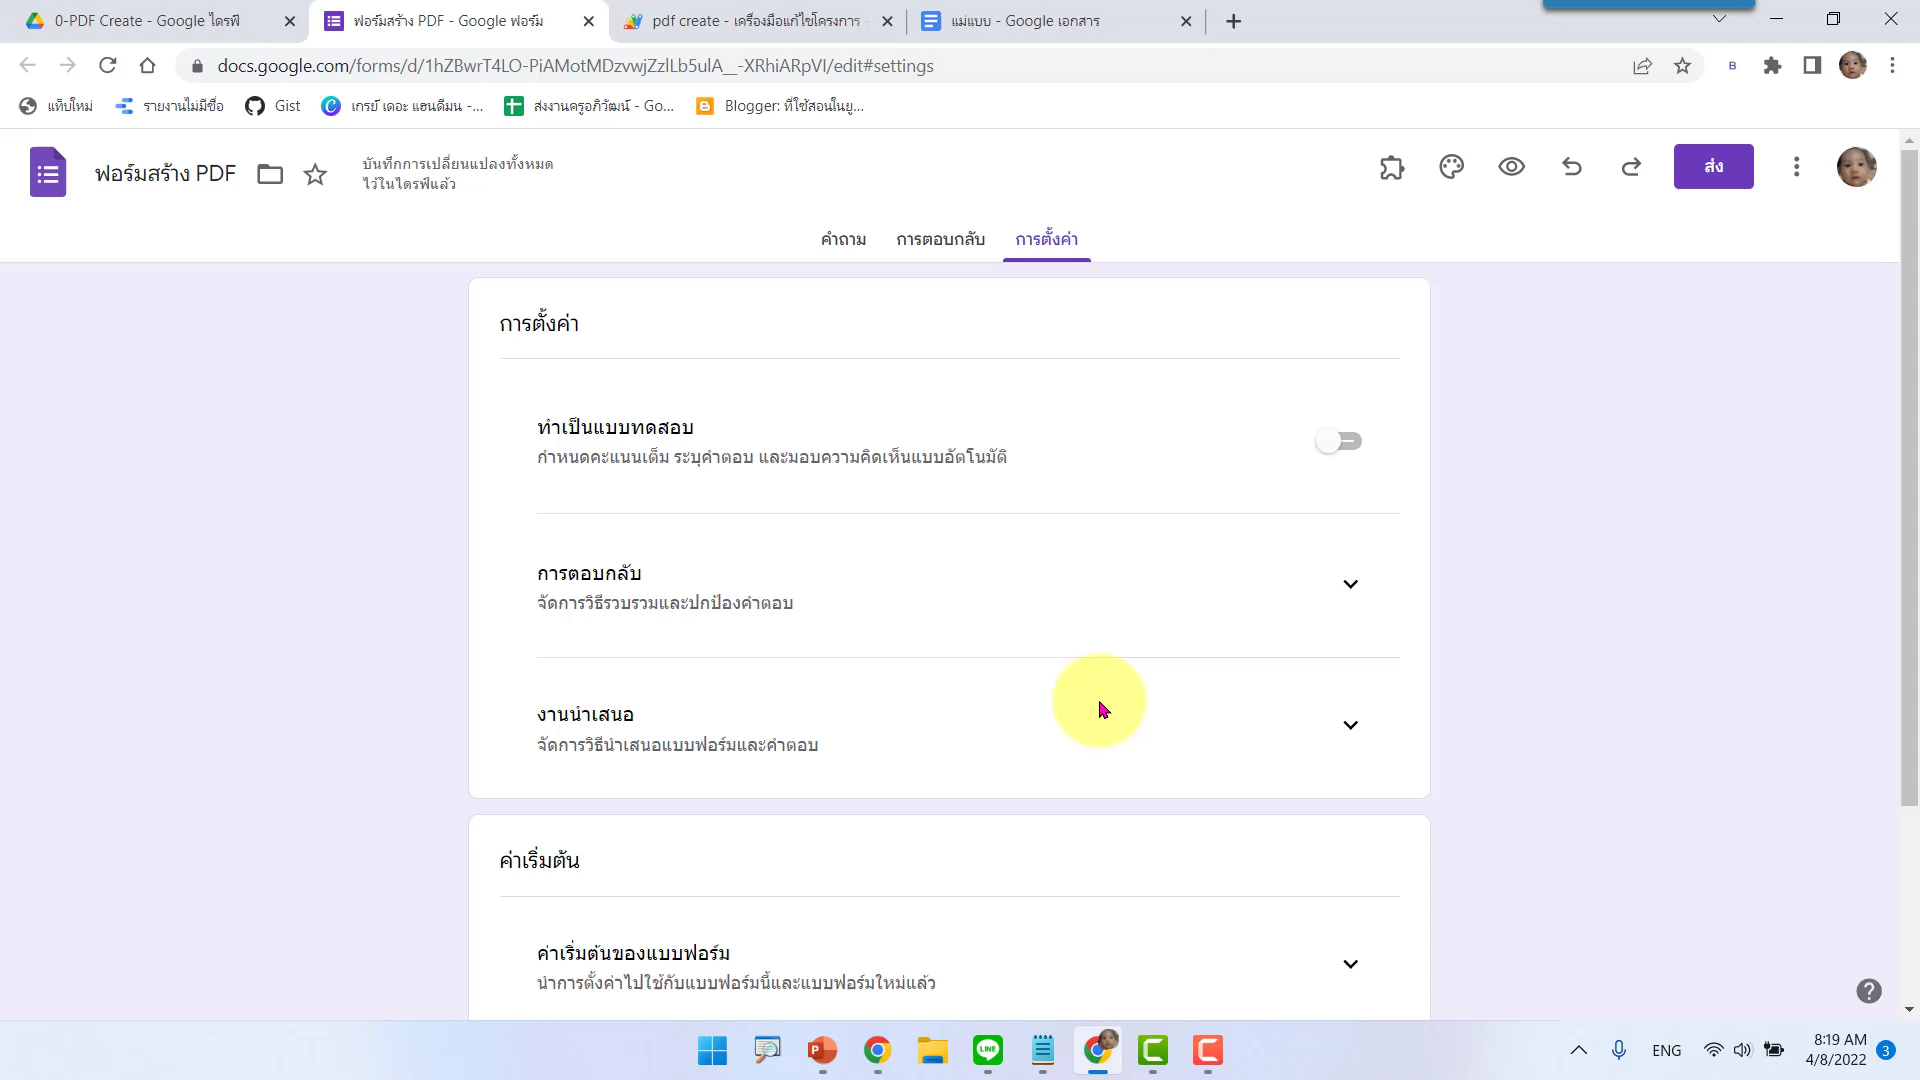 0-PDF Create - Google ไดรฟ์
ฟอร์มสร้าง PDF - Google ฟอร์ม
pdf create - เครื่องมือแก้ไขโครงการ -
แม่แบบ - Google เอกสาร
docs.google.com/forms/d/1hZBwrT4LO-PiAMotMDzvwjZzlLb5ulA__-XRhiARpVI/edit#settings
B
แท็บใหม่
รายงานไม่มีชื่อ
Gist
เกรย์ เดอะ แฮนดีมน -...
ส่งงานครูอภิวัฒน์ - Go...
Blogger: ที่ใช้สอนในยู...
ฟอร์มสร้าง PDF
บันทึกการเปลี่ยนแปลงทั้งหมด
ไว้ในไดรฟ์แล้ว
ส่ง
คำถาม
การตอบกลับ
การตั้งค่า
การตั้งค่า
ทำเป็นแบบทดสอบ
กำหนดคะแนนเต็ม ระบุคำตอบ และมอบความคิดเห็นแบบอัตโนมัติ
การตอบกลับ
จัดการวิธีรวบรวมและปกป้องคำตอบ
งานนำเสนอ
จัดการวิธีนำเสนอแบบฟอร์มและคำตอบ
ค่าเริ่มต้น
ค่าเริ่มต้นของแบบฟอร์ม
นำการตั้งค่าไปใช้กับแบบฟอร์มนี้และแบบฟอร์มใหม่แล้ว
LINE
ENG
8:19 AM
4/8/2022
3